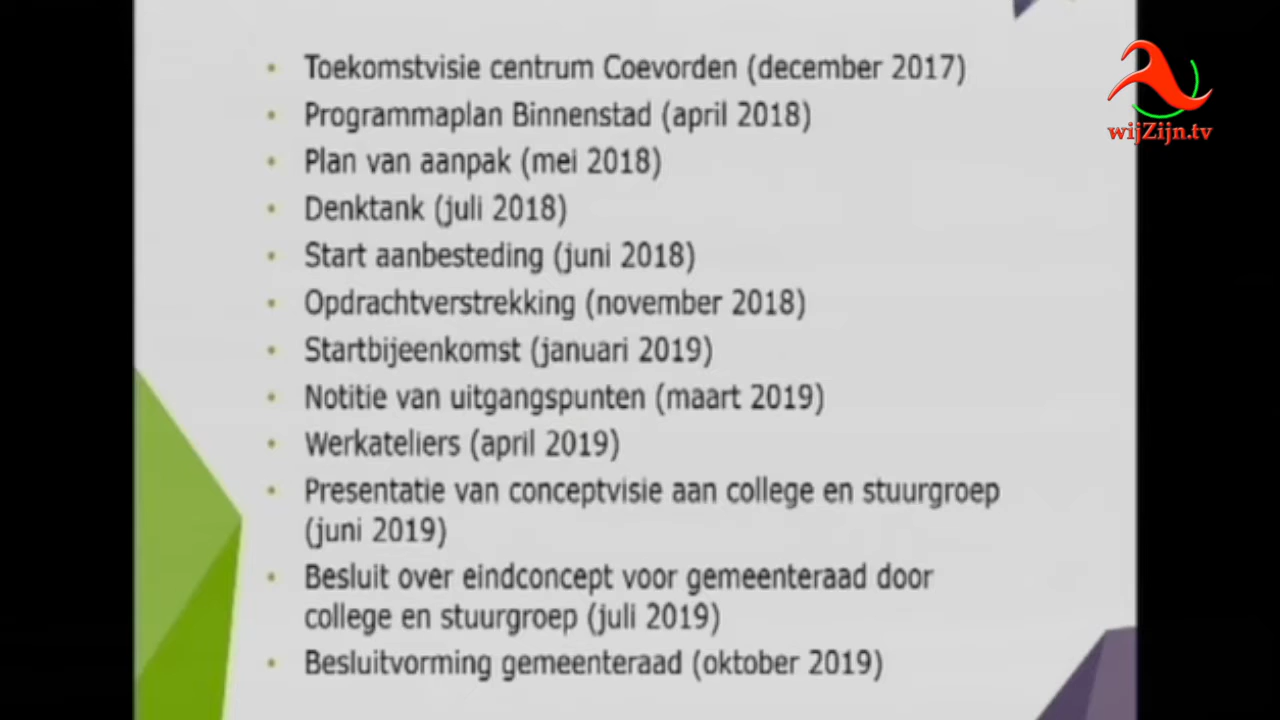 • Toekomstvisie centrum Coevorden (december 2017)
• Programmaplan Binnenstad (april 2018)
• Plan van aanpak (mei 2018)
• Denktank (juli 2018)
• Start aanbesteding (juni 2018)
• Opdrachtverstrekking (november 2018)
• Startbijeenkomst (januari 2019)
• Notitie van uitgangspunten (maart 2019)
• Werkateliers (april 2019)
• Presentatie van conceptvisie aan college en stuurgroep
(juni 2019)
• Besluit over eindconcept voor gemeenteraad door
college en stuurgroep (juli 2019)
• Besluitvorming gemeenteraad (oktober 2019)
wijZijn.tv